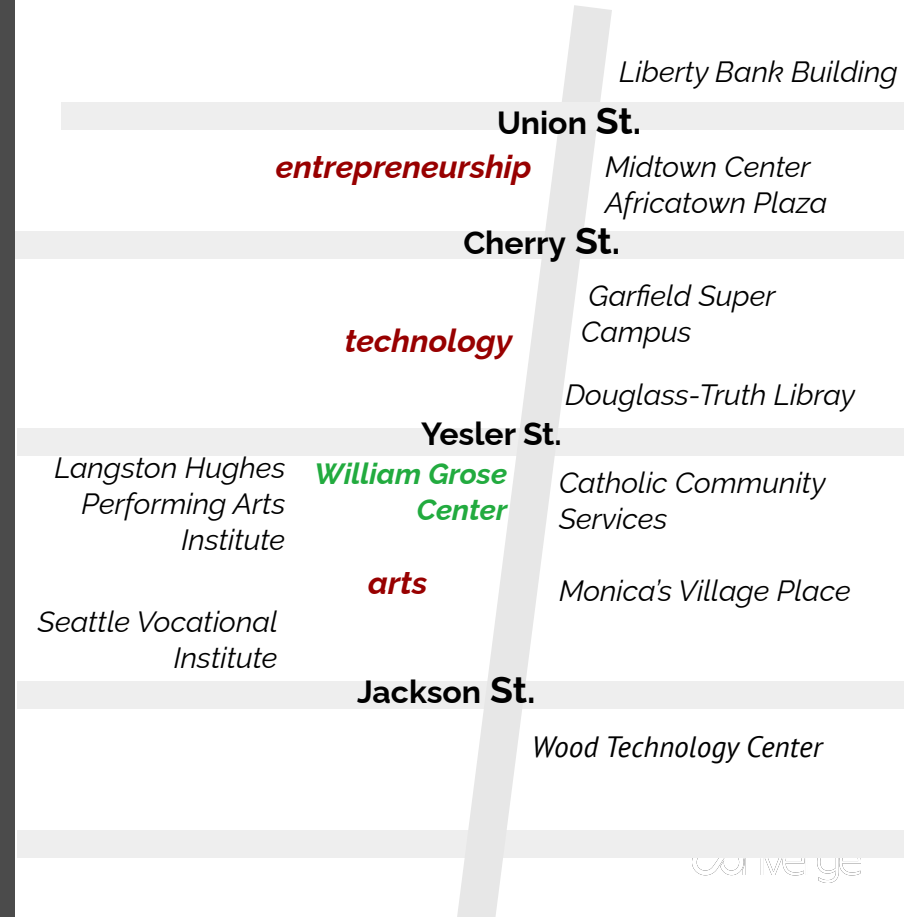 Liberty Bank Building
Union St.
entrepreneurship
Midtown Center
Africatown Plaza
Cherry St.
Garfield Super
Campus
technology
Douglass-Truth Libray
Yesler St.
Langston Hughes
Performing Arts
Institute
William Grose
Center
Catholic Community
Services
arts
Monica's Village Place
Seattle Vocational
Institute
Jackson St.
Wood Technology Center
Converge